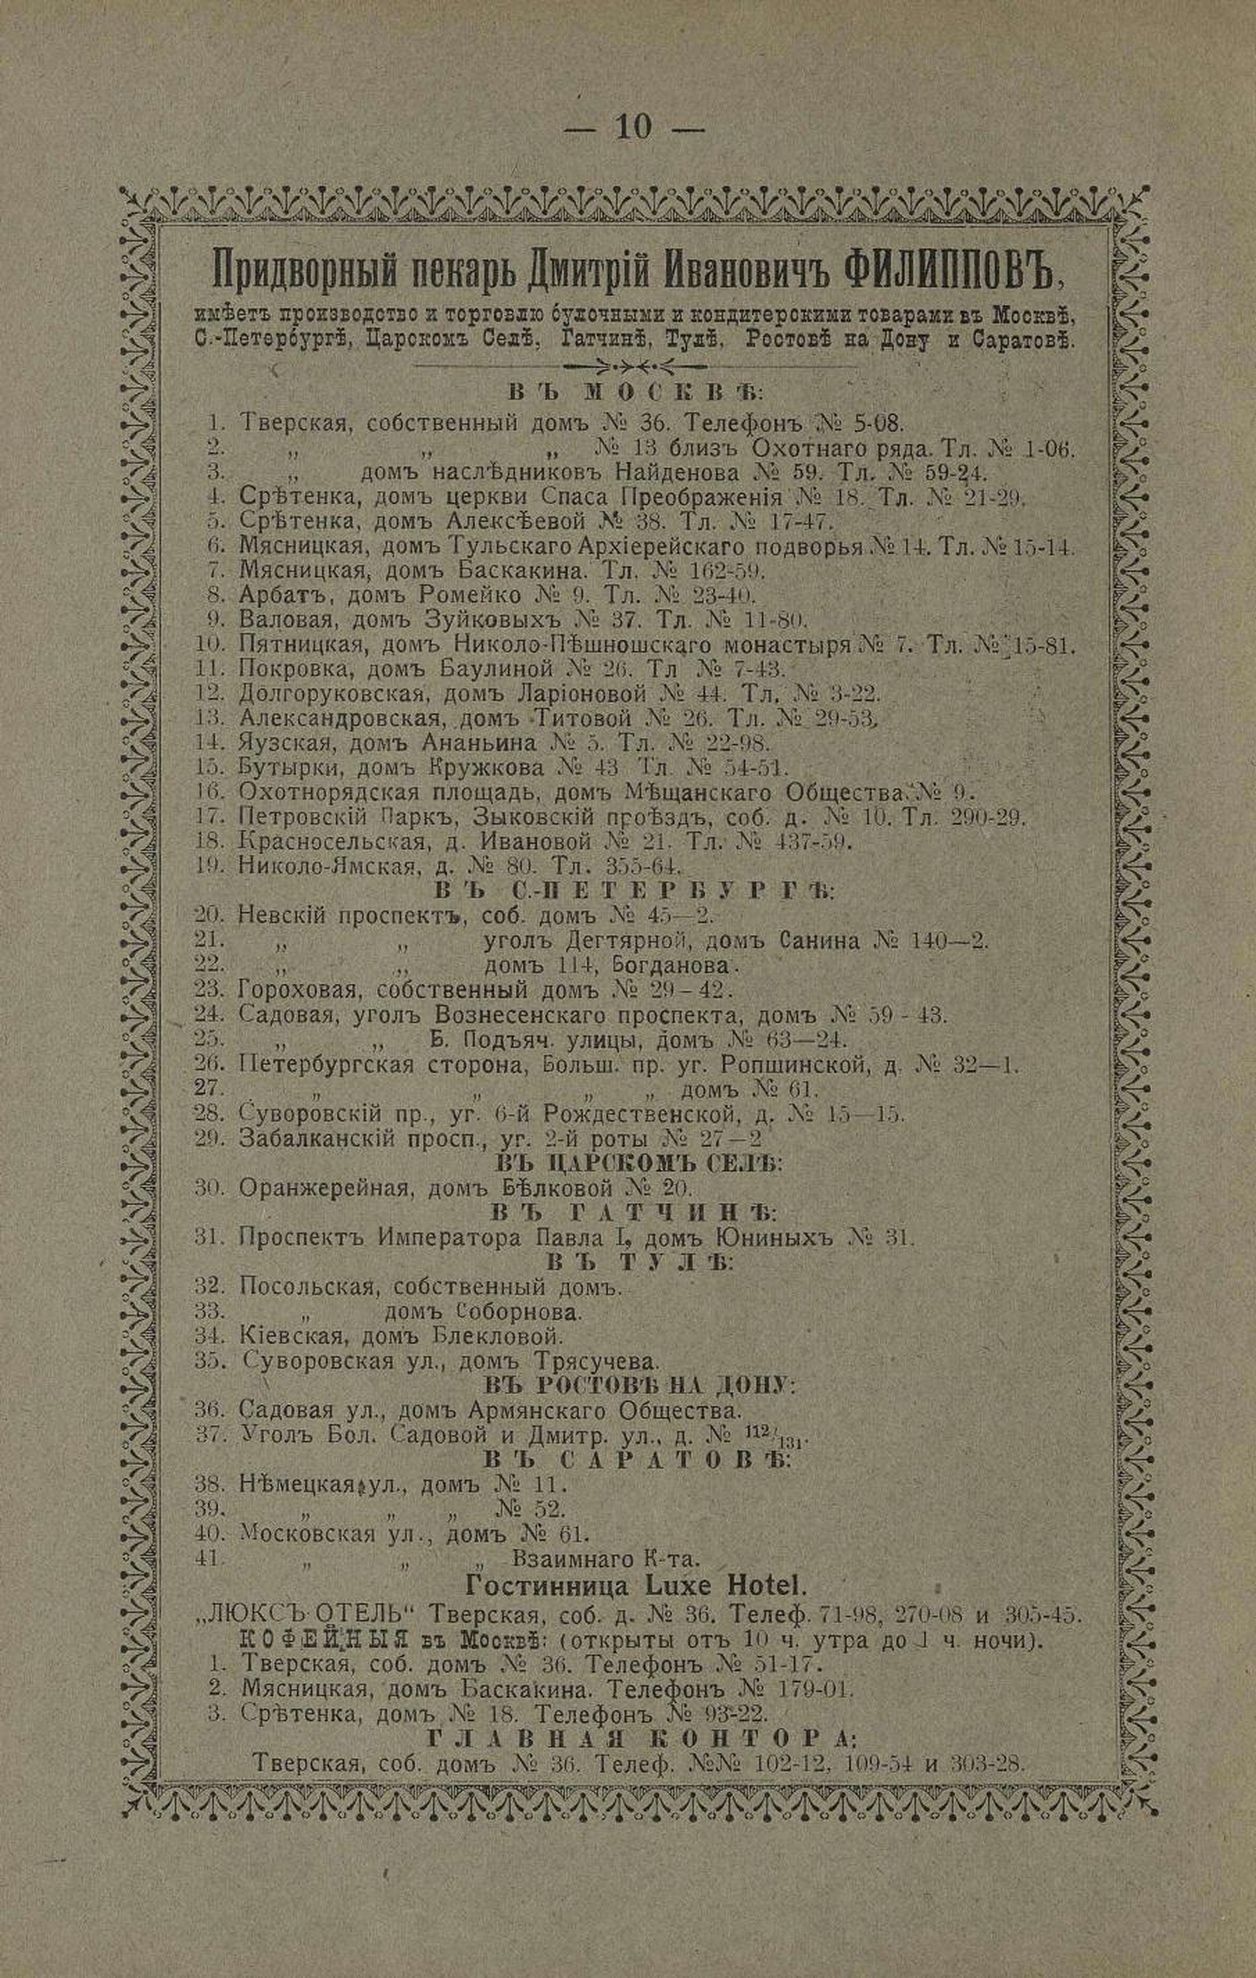 — 10 —
Придворный пекарь Дмитрій Ивановичъ ФИЛИППОВЪ,
имѣетъ производство и торговлю булочными и кондитерскими товарами въ Москвѣ,
С.-Петербургѣ, Царскомъ Селѣ, Гатчинѣ, Тулѣ, Ростовѣ на Дону и Саратовѣ.
ВЪ МОСКВѢ:
1. Тверская, собственный домъ № 36. Телефонъ № 5-08.
2. „ „ „ № 13 близъ Охотнаго ряда. Тл. № 1-06.
3. „ домъ наслѣдниковъ Найденова № 59. Тл. № 59-24.
4. Срѣтенка, домъ церкви Спаса Преображенія № 18. Тл. № 21-29.
5. Срѣтенка, домъ Алексѣевой № 38. Тл. № 17-47.
6. Мясницкая, домъ Тульскаго Архіерейскаго подворья № 14. Тл. № 15-14.
7. Мясницкая, домъ Баскакина. Тл. № 162-59.
8. Арбатъ, домъ Ромейко № 9. Тл. № 23-40.
9. Валовая, домъ Зуйковыхъ № 37. Тл. № 11-80.
10. Пятницкая, домъ Николо-Пѣшношскаго монастыря № 7. Тл. № 15-81.
11. Покровка, домъ Баулиной № 26. Тл № 7-43.
12. Долгоруковская, домъ Ларіоновой № 44. Тл. № 3-22.
13. Александровская, домъ Титовой № 26. Тл. № 29-53.
14. Яузская, домъ Ананьина № 5. Тл. № 22-98.
15. Бутырки, домъ Кружкова № 43 Тл. № 54-51.
16. Охотнорядская площадь, домъ Мѣщанскаго Общества. № 9.
17. Петровскій Паркъ, Зыковскій проѣздъ, соб. д. № 10. Тл. 290-29.
18. Красносельская, д. Ивановой № 21. Тл. № 437-59.
19. Николо-Ямская, д. № 80. Тл. 355-64.
ВЪ С.-ПЕТЕРБУРГѢ:
20. Невскій проспектъ, соб. домъ № 45—2.
21. „ „ уголъ Дегтярной, домъ Санина № 140—2.
22. „ „ домъ 114, Богданова.
23. Гороховая, собственный домъ № 29-42.
24. Садовая, уголъ Вознесенскаго проспекта, домъ № 59-43.
25. „ „ Б. Подъяч. улицы, домъ № 63—24.
26. Петербургская сторона, Больш. пр. уг. Ропшинской, д. № 32—1.
27. „ „ „ „ домъ № 61.
28. Суворовскій пр., уг. 6-й Рождественской, д. № 15—15.
29. Забалканскій просп., уг. 2-й роты № 27—2
ВЪ ЦАРСКОМЪ СЕЛѢ:
30. Оранжерейная, домъ Бѣлковой № 20.
ВЪ ГАТЧИНѢ:
31. Проспектъ Императора Павла I, домъ Юниныхъ № 31.
ВЪ ТУЛѢ:
32. Посольская, собственный домъ.
33. „ домъ Соборнова.
34. Кіевская, домъ Блекловой.
35. Суворовская ул., домъ Трясучева.
ВЪ РОСТОВѢ НА ДОНУ:
36. Садовая ул., домъ Армянскаго Общества.
37. Уголъ Бол. Садовой и Дмитр. ул., д. № 112/131.
ВЪ САРАТОВѢ:
38. Нѣмецкая ул., домъ № 11.
39. „ „ „ № 52.
40. Московская ул., домъ № 61.
41. „ „ „ Взаимнаго К-та.
Гостинница Luxe Hotel.
„ЛЮКСЪ-ОТЕЛЬ“ Тверская, соб. д. № 36. Телеф. 71-98, 270-08 и 305-45.
КОФЕЙНЫЯ въ Москвѣ: (открыты отъ 10 ч. утра до 1 ч. ночи).
1. Тверская, соб. домъ № 36. Телефонъ № 51-17.
2. Мясницкая, домъ Баскакина. Телефонъ № 179-01.
3. Срѣтенка, домъ № 18. Телефонъ № 93-22.
ГЛАВНАЯ КОНТОРА:
Тверская, соб. домъ № 36. Телеф. №№ 102-12, 109-54 и 303-28.